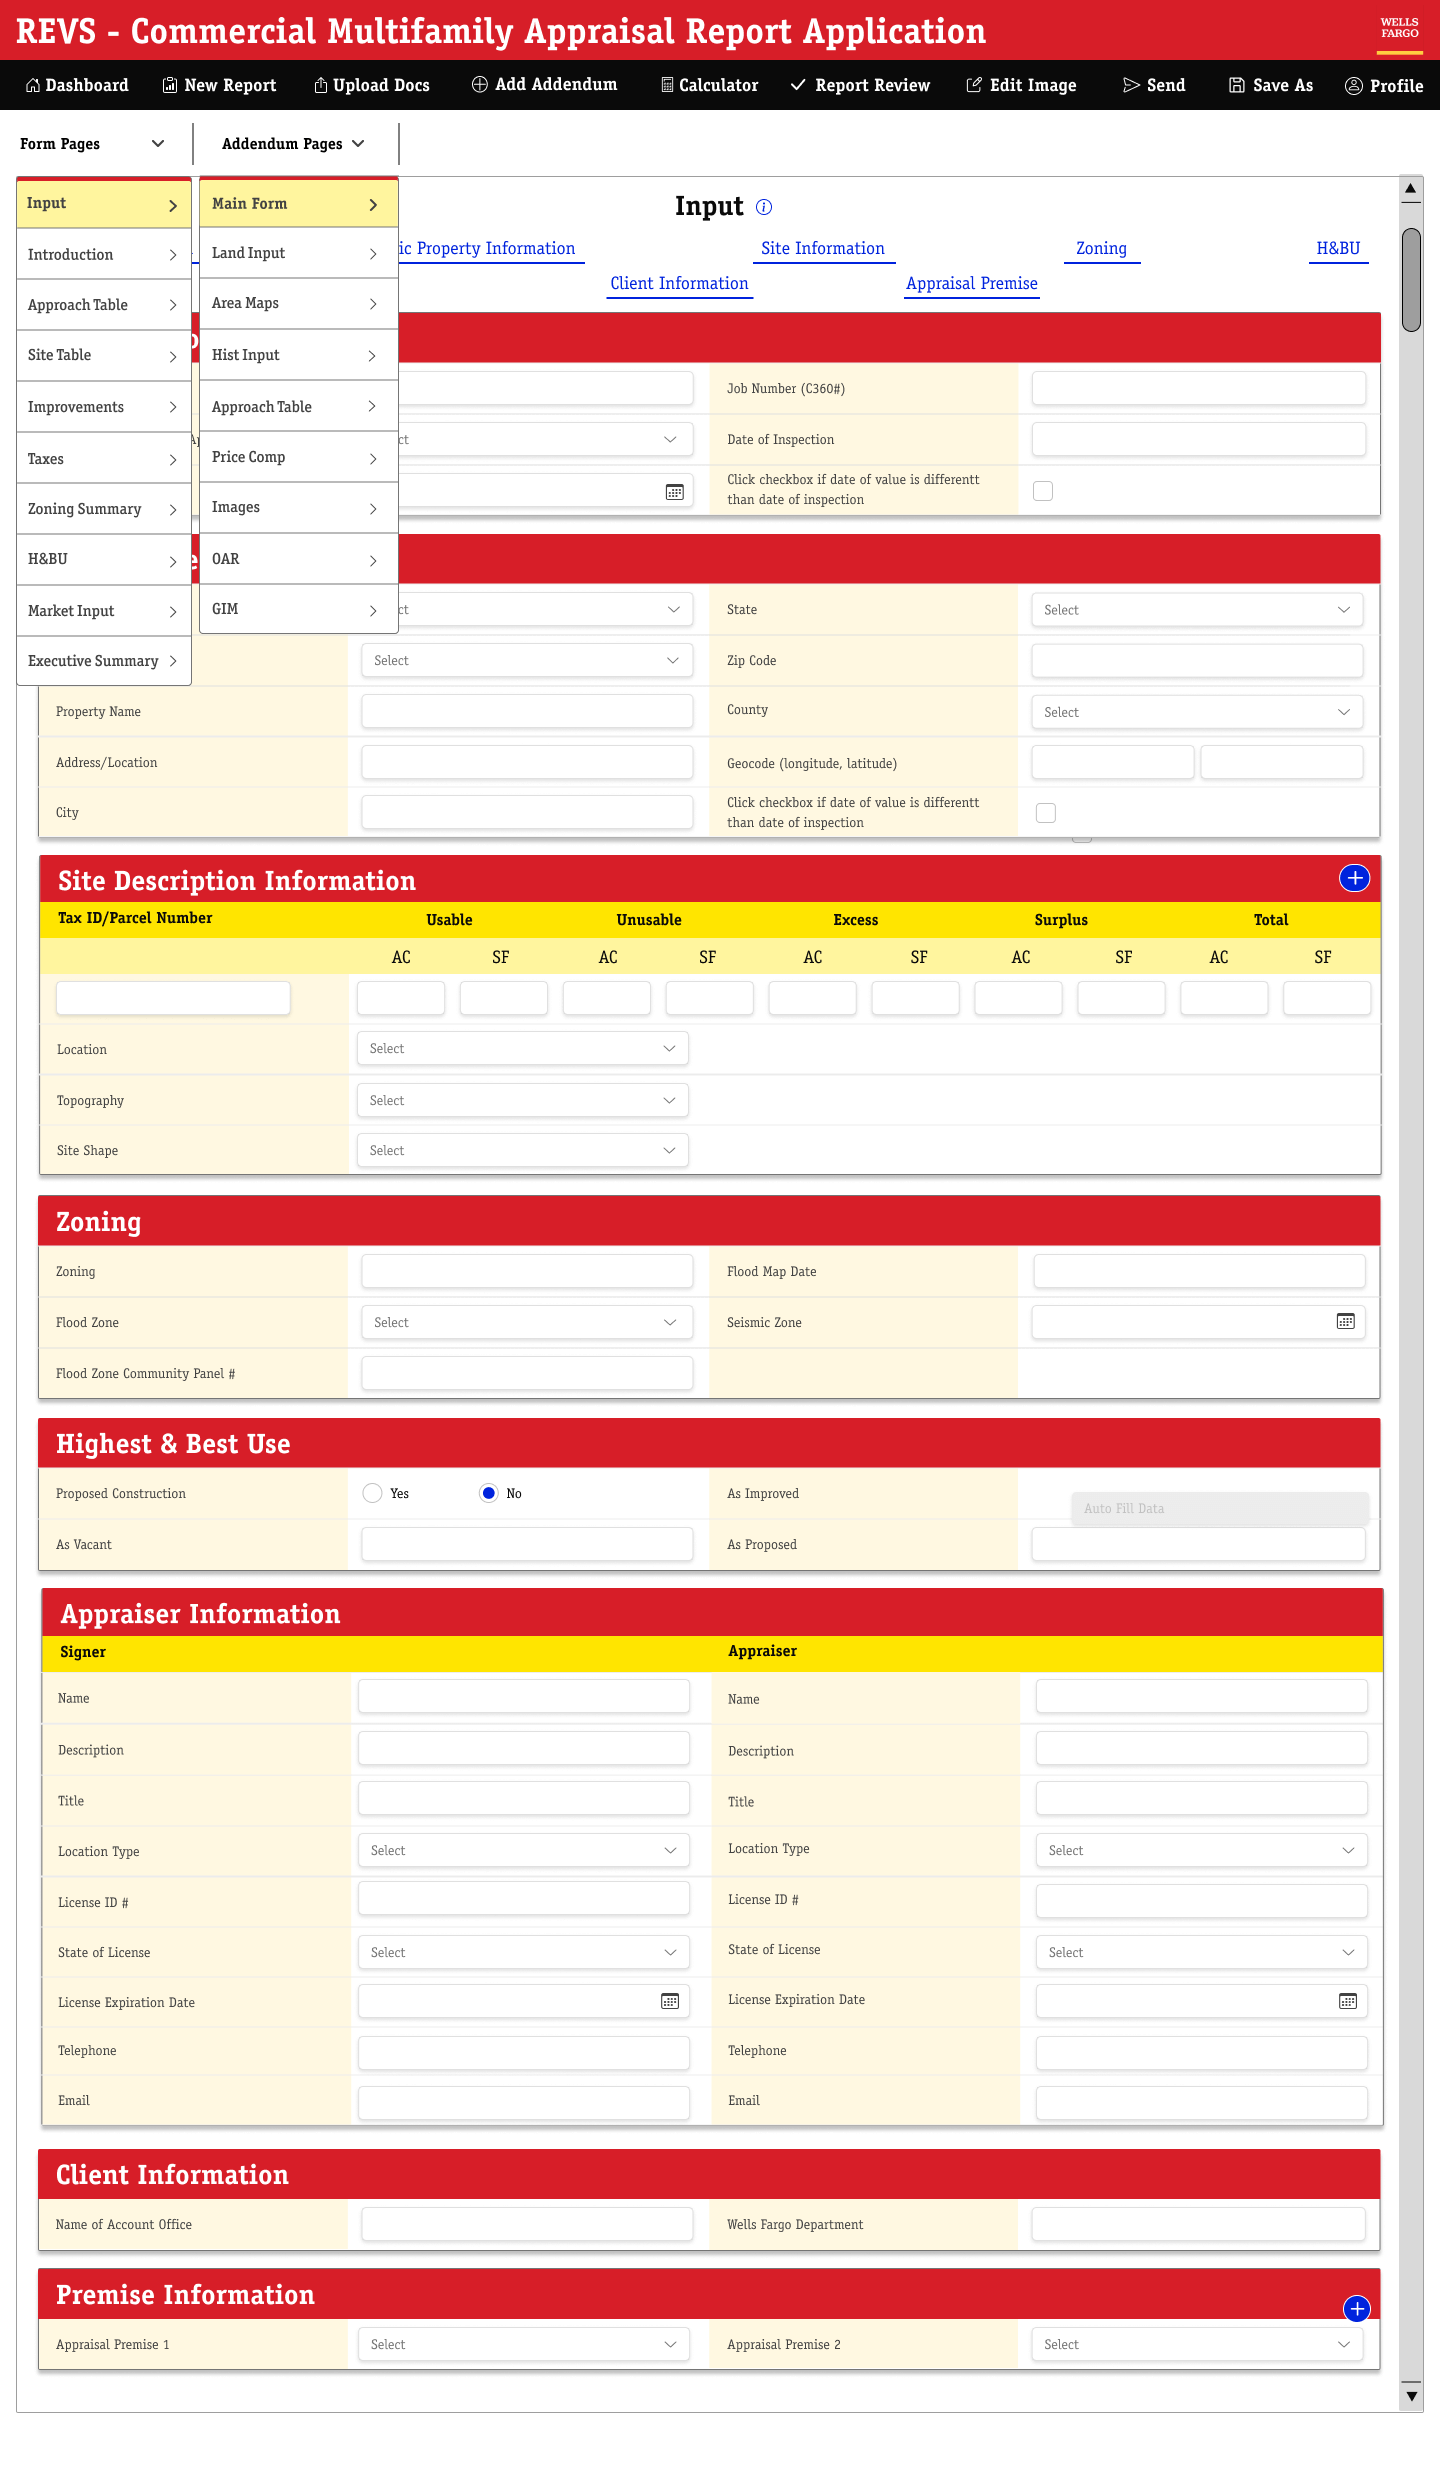 REVS - Commercial Multifamily Appraisal Report Application
WELLS
FARGO
Dashboard New Report Upload Docs Add Addendum Calculator Report Review Edit Image Send Save As Profile
Form Pages Addendum Pages
Input
Introduction
Approach Table
Site Table
Improvements
Taxes
Zoning Summary
H&BU
Market Input
Executive Summary
Main Form
Land Input
Area Maps
Hist Input
Approach Table
Price Comp
Images
OAR
GIM
Input
Property Information Site Information Zoning H&BU
Client Information Appraisal Premise
Job Number (C360#)
Date of Inspection
Click checkbox if date of value is differentt
than date of inspection
State Select
Select Zip Code
Property Name County Select
Address/Location Geocode (longitude, latitude)
City Click checkbox if date of value is differentt
than date of inspection
Site Description Information
Tax ID/Parcel Number Usable Unusable Excess Surplus Total
AC SF AC SF AC SF AC SF AC SF
Location Select
Topography Select
Site Shape Select
Zoning
Zoning Flood Map Date
Flood Zone Select Seismic Zone
Flood Zone Community Panel #
Highest & Best Use
Proposed Construction Yes No As Improved
Auto Fill Data
As Vacant As Proposed
Appraiser Information
Signer Appraiser
Name Name
Description Description
Title Title
Location Type Select Location Type Select
License ID # License ID #
State of License Select State of License Select
License Expiration Date License Expiration Date
Telephone Telephone
Email Email
Client Information
Name of Account Office Wells Fargo Department
Premise Information
Appraisal Premise 1 Select Appraisal Premise 2 Select